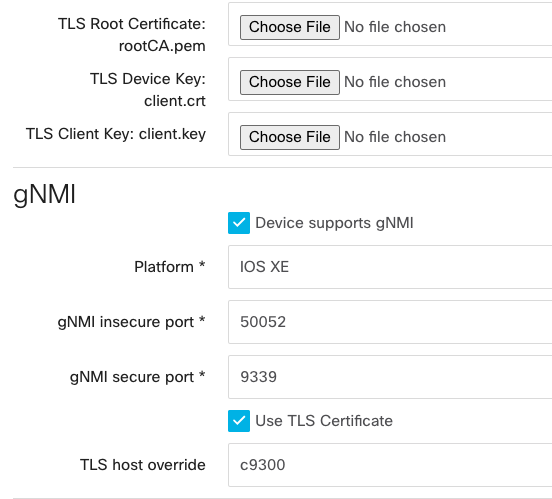 TLS Root Certificate:
rootCA.pem
Choose File No file chosen
TLS Device Key:
client.crt
Choose File No file chosen
TLS Client Key: client.key
Choose File No file chosen
gNMI
Device supports gNMI
Platform *
IOS XE
gNMI insecure port *
50052
gNMI secure port *
9339
Use TLS Certificate
TLS host override
c9300